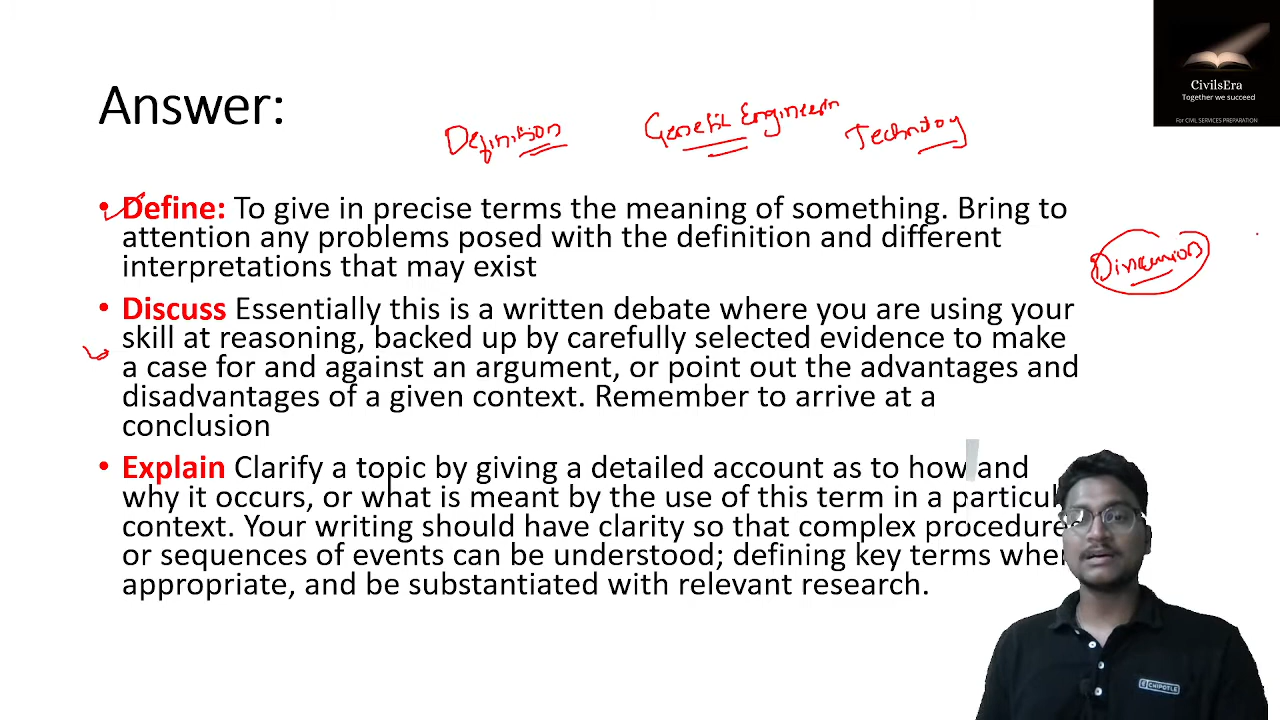 CivilsEra
Together we succeed
For CIVIL SERVICES PREPARATION
Answer:
Definition Genetic Engineerin Technology
• Define: To give in precise terms the meaning of something. Bring to
attention any problems posed with the definition and different
interpretations that may exist
• Discuss Essentially this is a written debate where you are using your
skill at reasoning, backed up by carefully selected evidence to make
a case for and against an argument, or point out the advantages and
disadvantages of a given context. Remember to arrive at a
conclusion
• Explain Clarify a topic by giving a detailed account as to how and
why it occurs, or what is meant by the use of this term in a particul
context. Your writing should have clarity so that complex procedure
or sequences of events can be understood; defining key terms wher
appropriate, and be substantiated with relevant research.
CHIPOTLE